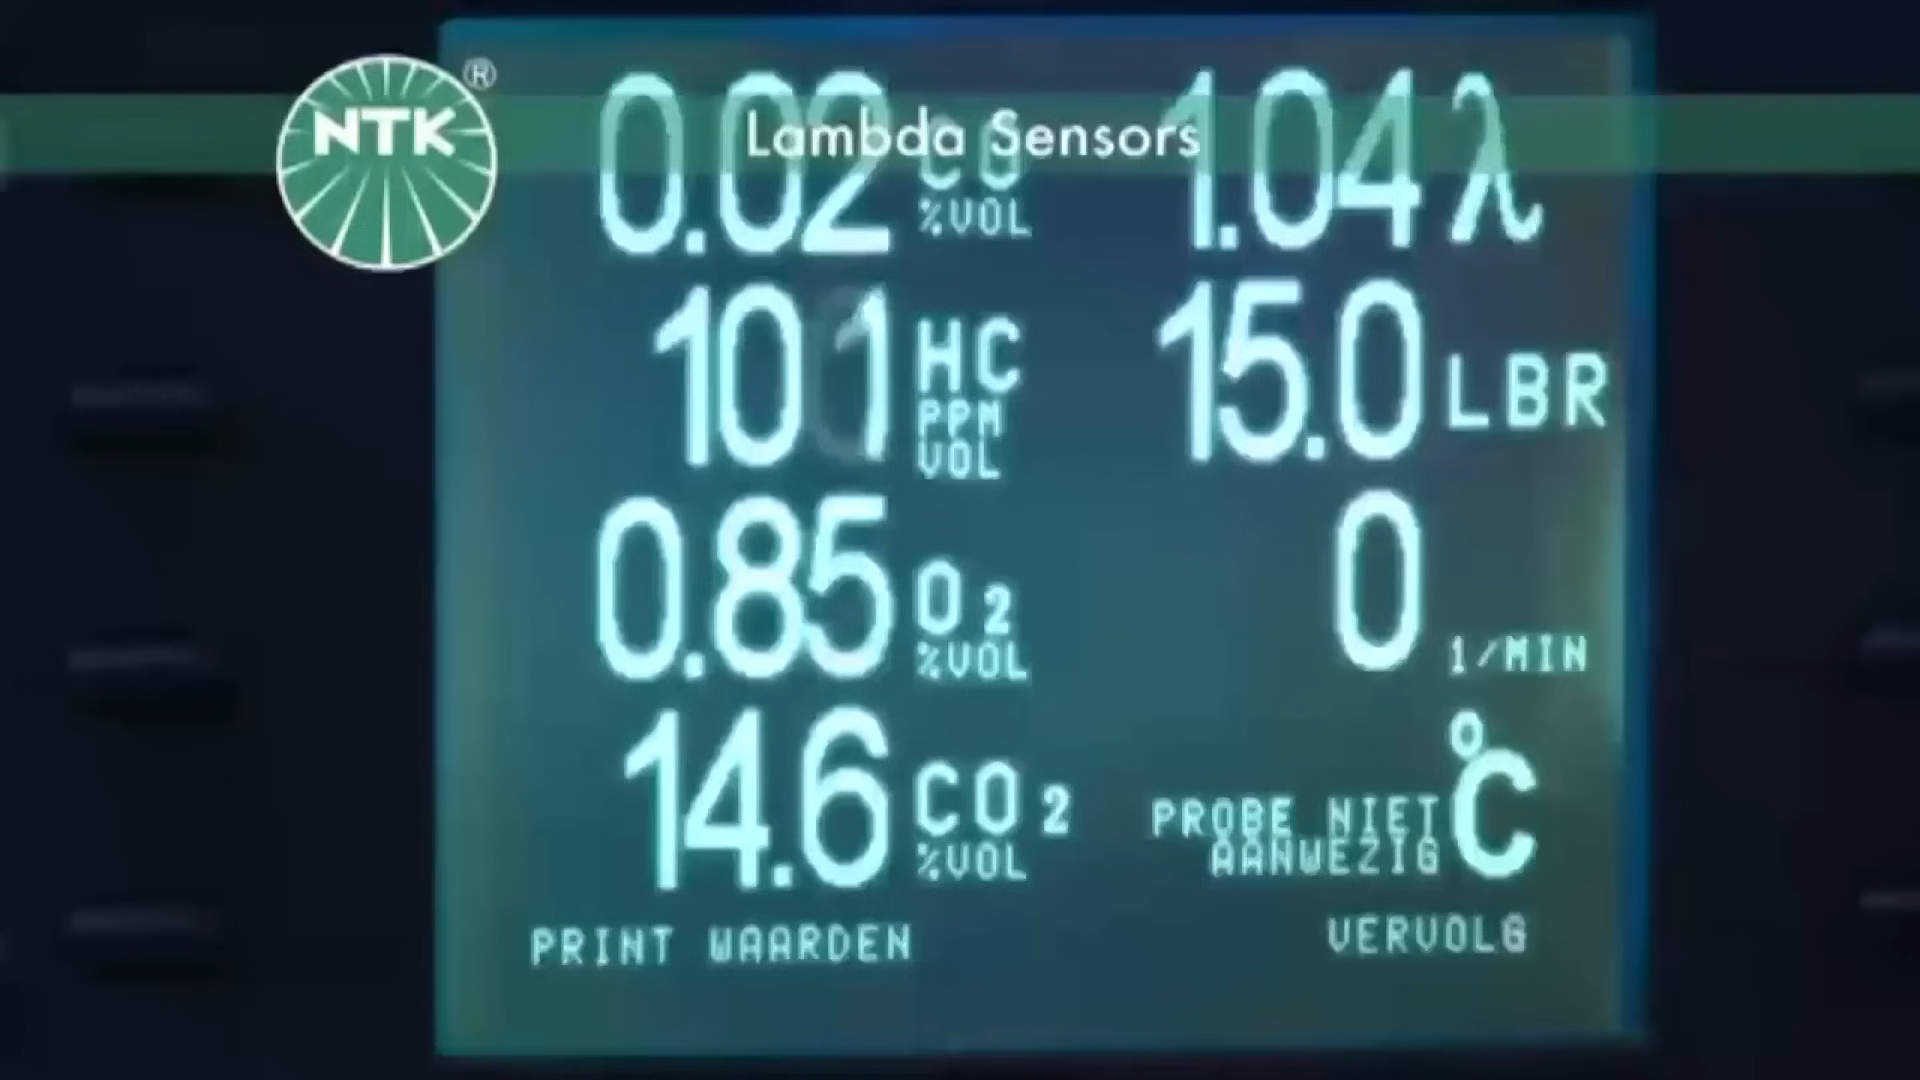 NTK®
Lambda Sensors
0.02 CO %VOL
1.04 λ
101 HC PPM VOL
15.0 LBR
0.85 O2 %VOL
0 1/MIN
14.6 CO2 %VOL
PROBE NIET AANWEZIG °C
PRINT WAARDEN
VERVOLG